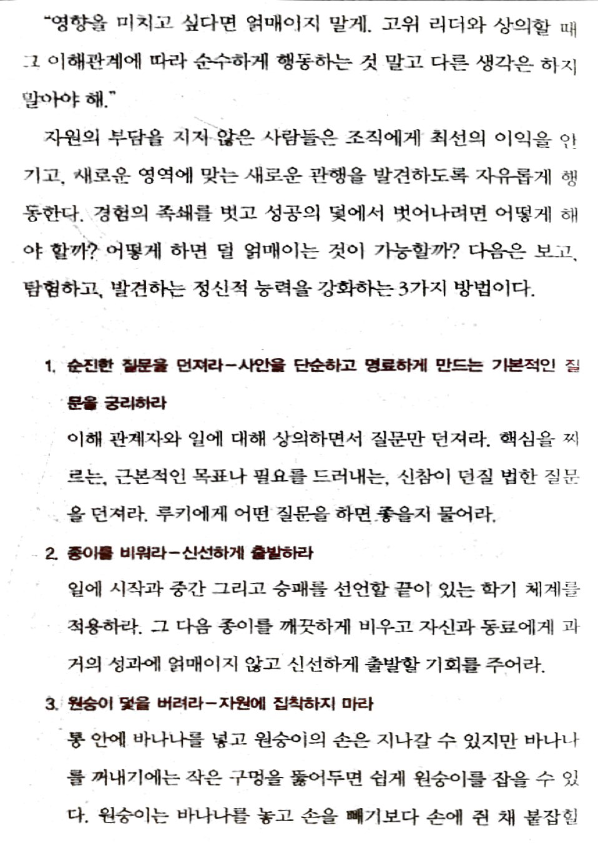 “영향을 미치고 싶다면 얽매이지 말게. 고위 리더와 상의할 때
그 이해관계에 따라 순수하게 행동하는 것 말고 다른 생각은 하지
말아야 해.”
자원의 부담을 지지 않은 사람들은 조직에게 최선의 이익을 안
기고, 새로운 영역에 맞는 새로운 관행을 발견하도록 자유롭게 행
동한다. 경험의 족쇄를 벗고 성공의 덫에서 벗어나려면 어떻게 해
야 할까? 어떻게 하면 덜 얽매이는 것이 가능할까? 다음은 보고,
탐험하고, 발견하는 정신적 능력을 강화하는 3가지 방법이다.
1. 순진한 질문을 던져라-사안을 단순하고 명료하게 만드는 기본적인 질
문을 궁리하라
이해 관계자와 일에 대해 상의하면서 질문만 던져라. 핵심을 찌
르는, 근본적인 목표나 필요를 드러내는, 신참이 던질 법한 질문
을 던져라. 루키에게 어떤 질문을 하면 좋을지 물어라.
2. 종이를 비워라-신선하게 출발하라
일에 시작과 중간 그리고 승패를 선언할 끝이 있는 학기 체계를
적용하라. 그 다음 종이를 깨끗하게 비우고 자신과 동료에게 과
거의 성과에 얽매이지 않고 신선하게 출발할 기회를 주어라.
3. 원숭이 덫을 버려라-자원에 집착하지 마라
통 안에 바나나를 넣고 원숭이의 손은 지나갈 수 있지만 바나나
를 꺼내기에는 작은 구멍을 뚫어두면 쉽게 원숭이를 잡을 수 있
다. 원숭이는 바나나를 놓고 손을 빼기보다 손에 쥔 채 붙잡힐